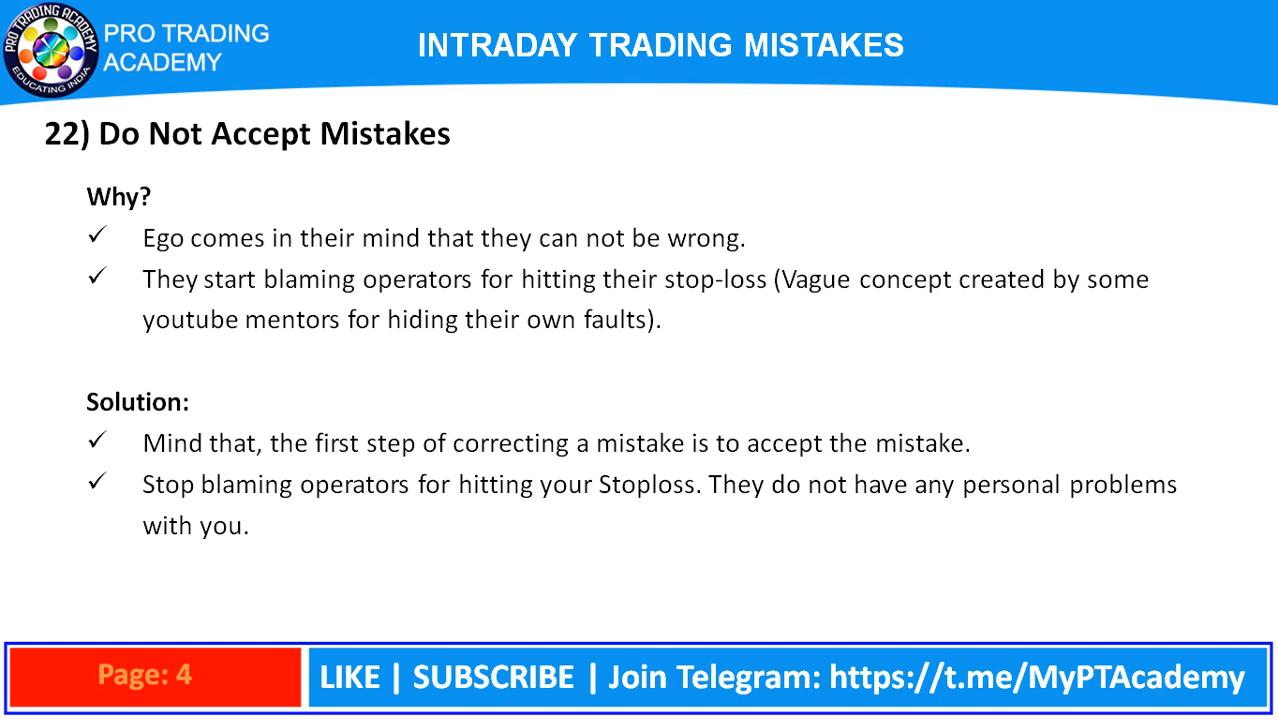 PRO TRADING ACADEMY
EDUCATING INDIA
PRO TRADING
ACADEMY
INTRADAY TRADING MISTAKES
22) Do Not Accept Mistakes
Why?
✓ Ego comes in their mind that they can not be wrong.
✓ They start blaming operators for hitting their stop-loss (Vague concept created by some
youtube mentors for hiding their own faults).
Solution:
✓ Mind that, the first step of correcting a mistake is to accept the mistake.
✓ Stop blaming operators for hitting your Stoploss. They do not have any personal problems
with you.
Page: 4
LIKE | SUBSCRIBE | Join Telegram: https://t.me/MyPTAcademy